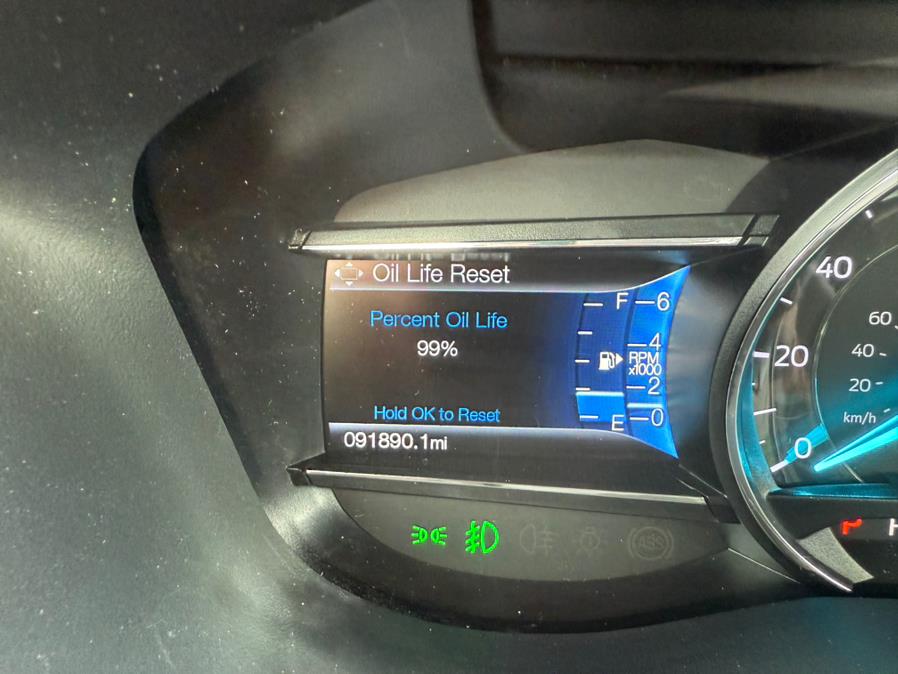 Oil Life Reset
Percent Oil Life
99%
Hold OK to Reset
091890.1mi
F
E
6
4
RPM
x1000
2
0
40
20
0
60
40
20
km/h
P
ABS